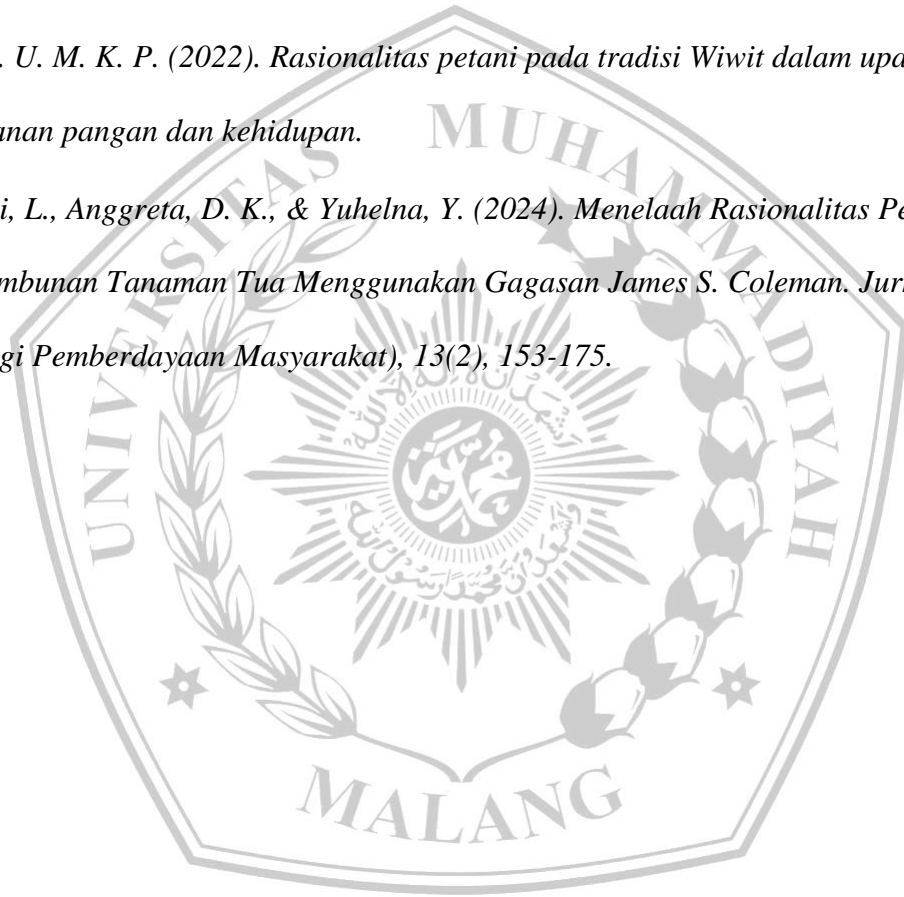 . U. M. K. P. (2022). Rasionalitas petani pada tradisi Wiwit dalam upa
anan pangan dan kehidupan.
i, L., Anggreta, D. K., & Yuhelna, Y. (2024). Menelaah Rasionalitas Pe
mbunan Tanaman Tua Menggunakan Gagasan James S. Coleman. Jur
gi Pemberdayaan Masyarakat), 13(2), 153-175.
UNIVERSITAS MUHAMMADIYAH
MALANG